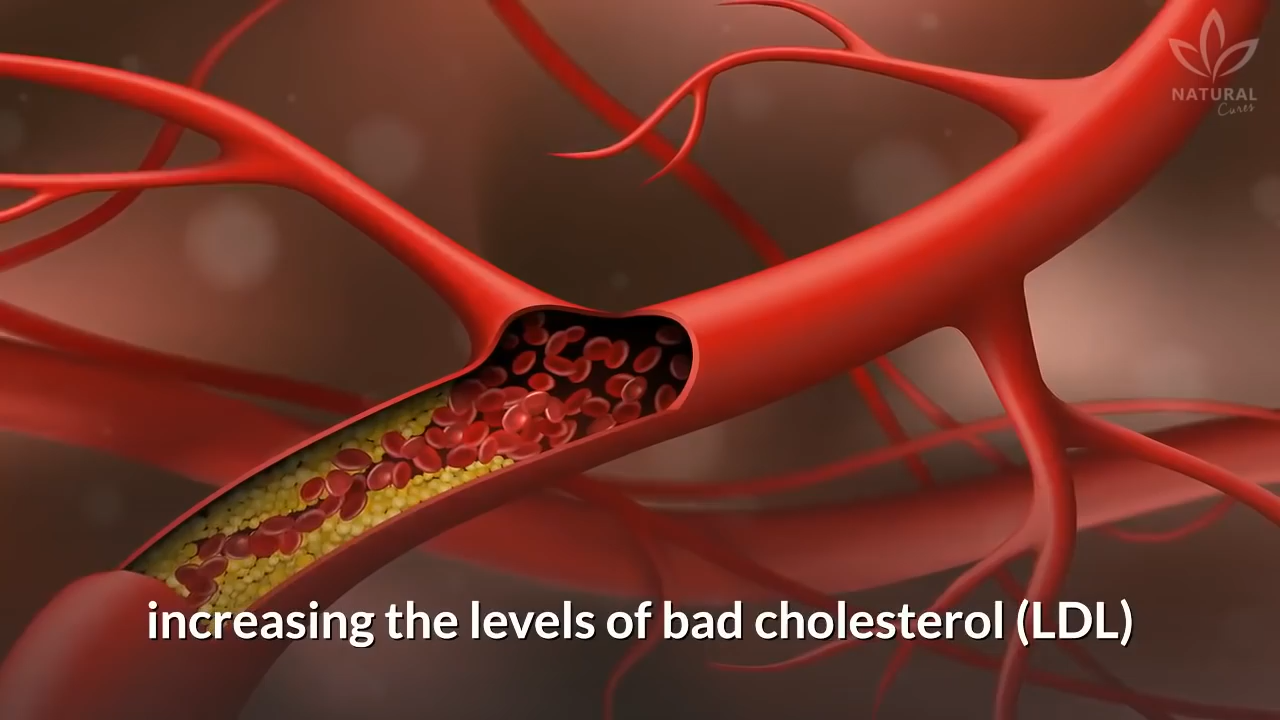 NATURAL
Cures
increasing the levels of bad cholesterol (LDL)